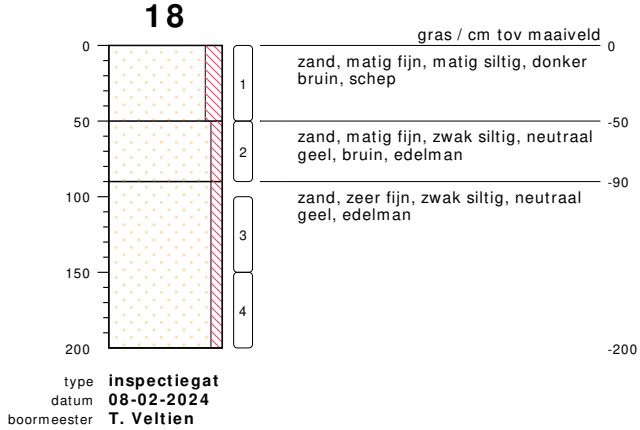 18
gras / cm tov maaiveld
0
0
zand, matig fijn, matig siltig, donker
bruin, schep
1
50
-50
zand, matig fijn, zwak siltig, neutraal
geel, bruin, edelman
2
-90
zand, zeer fijn, zwak siltig, neutraal
geel, edelman
100
3
150
4
200
-200
type inspectiegat
datum 08-02-2024
boormeester T. Veltien